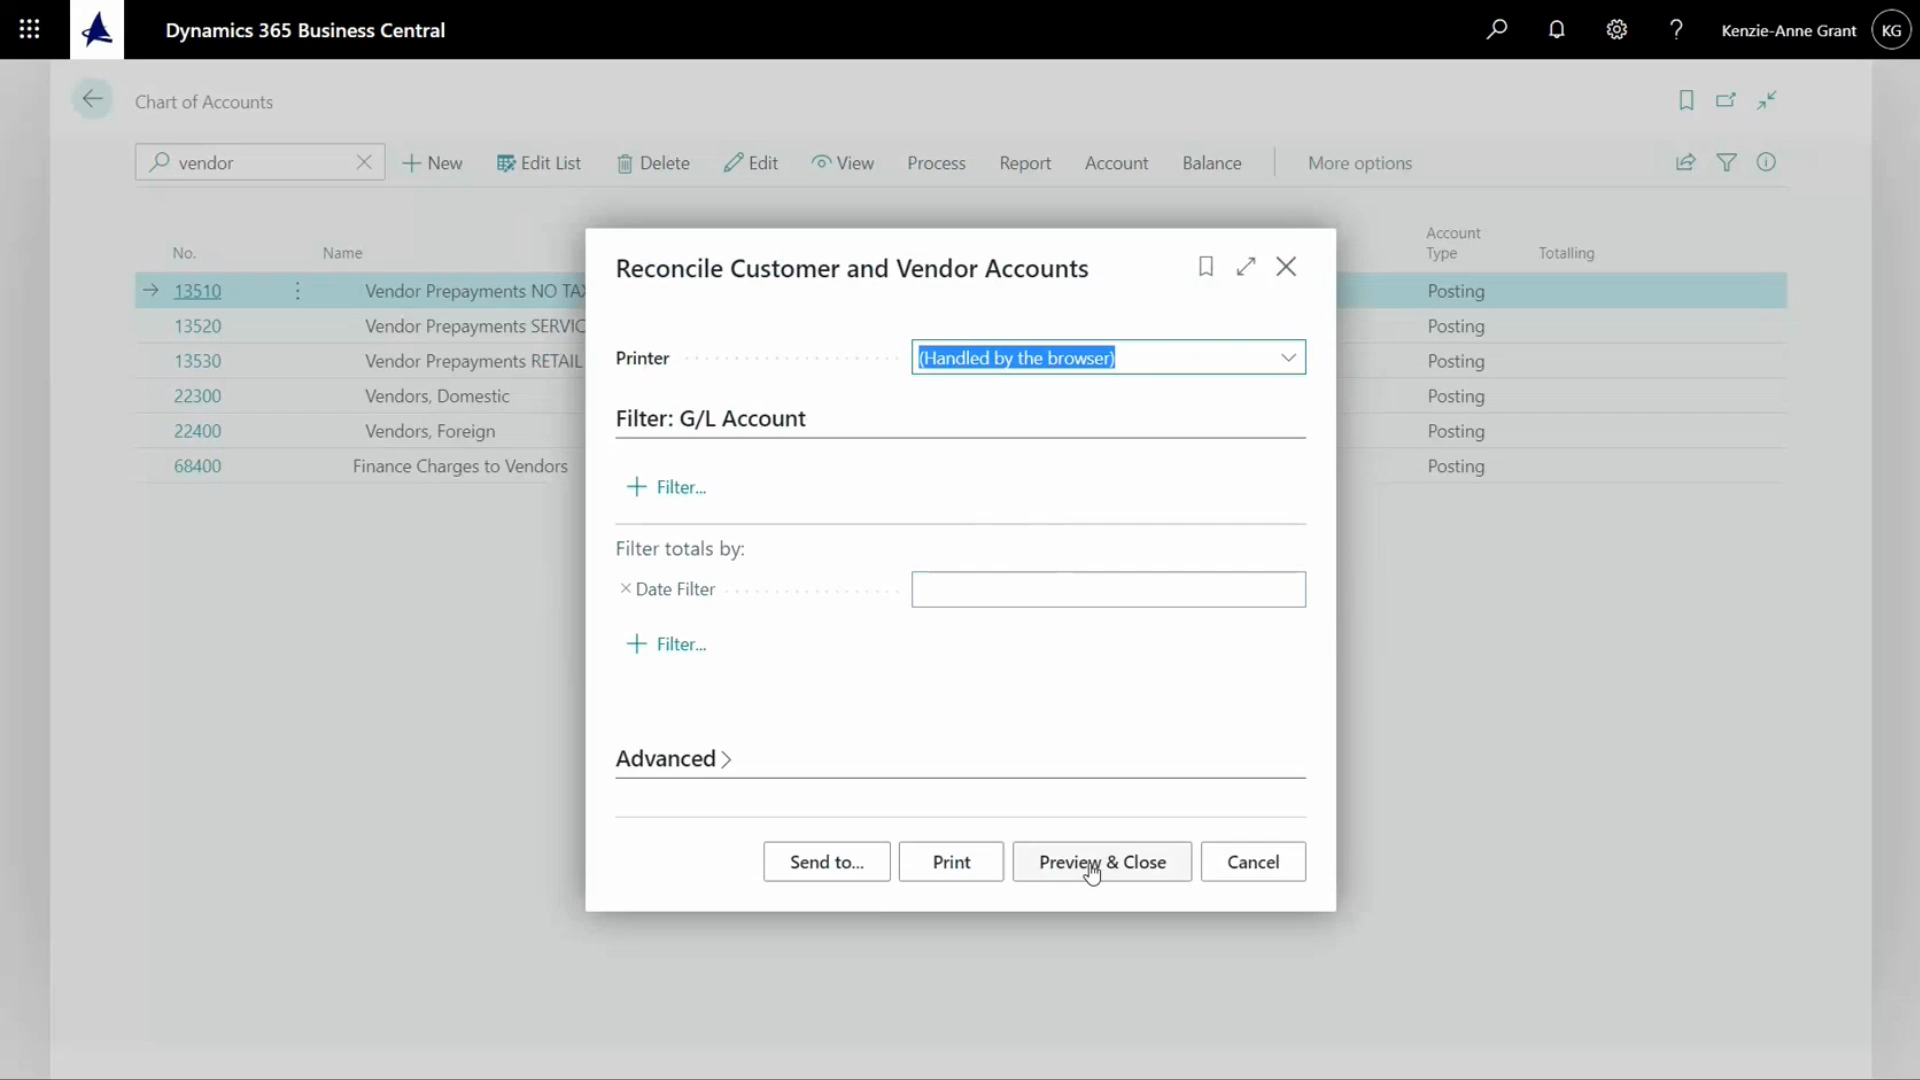 Dynamics 365 Business Central
Kenzie-Anne Grant
KG
Chart of Accounts
vendor
New
Edit List
Delete
Edit
View
Process
Report
Account
Balance
More options
No.
Name
Account
Type
Totalling
13510
Vendor Prepayments NO TAX
Posting
13520
Vendor Prepayments SERVIC
Posting
13530
Vendor Prepayments RETAIL
Posting
22300
Vendors, Domestic
Posting
22400
Vendors, Foreign
Posting
68400
Finance Charges to Vendors
Posting
Reconcile Customer and Vendor Accounts
Printer
(Handled by the browser)
Filter: G/L Account
Filter...
Filter totals by:
Date Filter
Filter...
Advanced
Send to...
Print
Preview & Close
Cancel